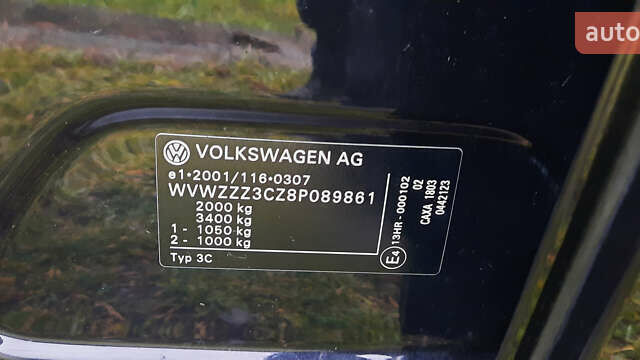 auto
VOLKSWAGEN AG
e1*2001/116*0307
WVWZZZ3CZ8P089861
2000 kg
3400 kg
1 - 1050 kg
2 - 1000 kg
Typ 3C
E4
13HR - 000102
02
CAXA 1803
0442123